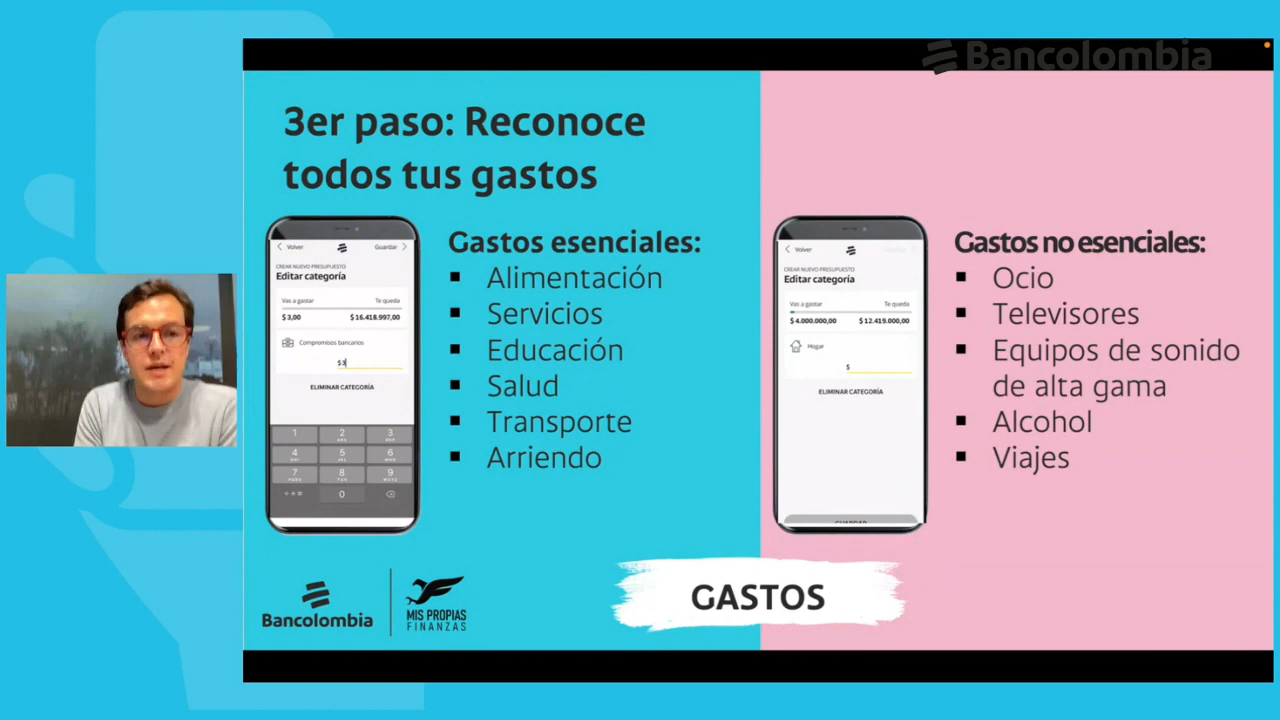 Bancolombia
3er paso: Reconoce
todos tus gastos
Volver
Guardar
CREAR NUEVO PRESUPUESTO
Editar categoría
Vas a gastar
Te queda
$ 3,00
$ 16.418.997,00
Compromisos bancarios
$ 3
ELIMINAR CATEGORÍA
1
2
3
4
5
6
7
8
9
0
Gastos esenciales:
Alimentación
Servicios
Educación
Salud
Transporte
Arriendo
Volver
CREAR NUEVO PRESUPUESTO
Editar categoría
Vas a gastar
Te queda
$ 4.000.000,00
$ 12.419.000,00
Hogar
$
ELIMINAR CATEGORÍA
GUARDAR
Gastos no esenciales:
Ocio
Televisores
Equipos de sonido
de alta gama
Alcohol
Viajes
GASTOS
Bancolombia
MIS PROPIAS
FINANZAS